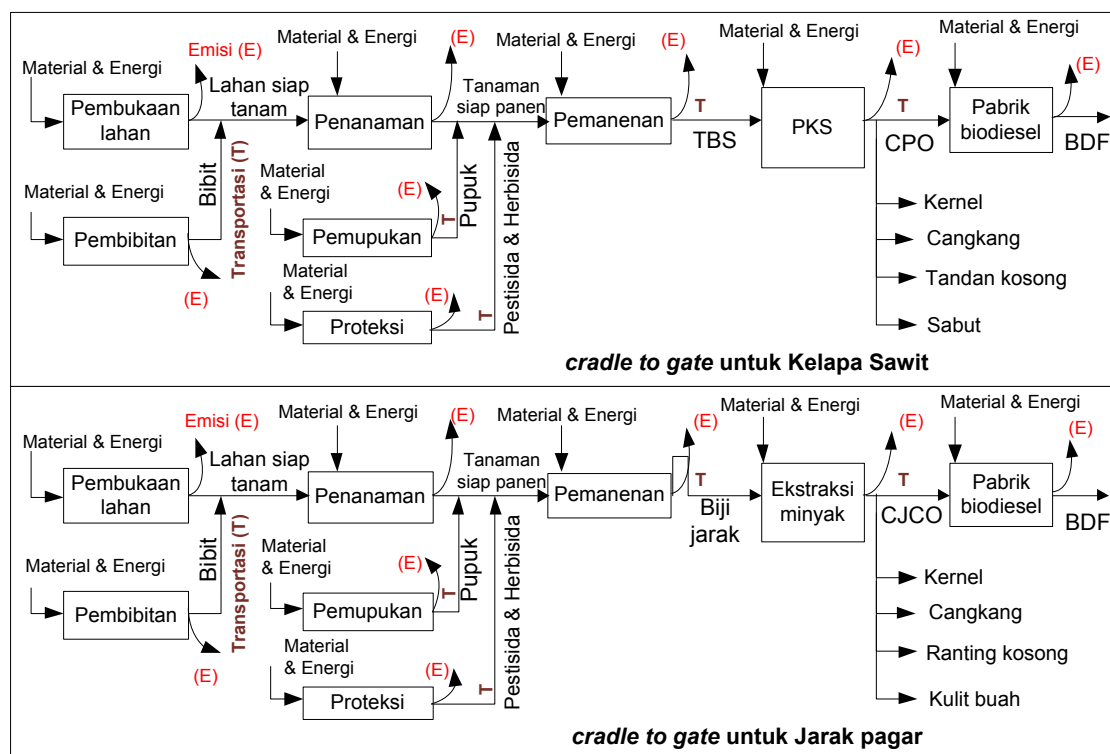 Emisi (E)
Material & Energi
(E)
Material & Energi
(E)
Material & Energi
(E)
Material & Energi
(E)
Material & Energi
Lahan siap
tanam
Tanaman
siap panen
Pembukaan
lahan
Penanaman
Pemanenan
T
TBS
PKS
T
CPO
Pabrik
biodiesel
BDF
Material & Energi
Pembibitan
(E)
Bibit
Transportasi (T)
Material
& Energi
Pemupukan
(E)
T
Pupuk
Material
& Energi
Proteksi
(E)
T
Pestisida & Herbisida
Kernel
Cangkang
Tandan kosong
Sabut
cradle to gate untuk Kelapa Sawit
Emisi (E)
Material & Energi
(E)
Material & Energi
(E)
Material & Energi
(E)
Material & Energi
(E)
Material & Energi
Lahan siap
tanam
Tanaman
siap panen
Pembukaan
lahan
Penanaman
Pemanenan
T
Biji
jarak
Ekstraksi
minyak
T
CJCO
Pabrik
biodiesel
BDF
Material & Energi
Pembibitan
(E)
Bibit
Transportasi (T)
Material
& Energi
Pemupukan
(E)
T
Pupuk
Material
& Energi
Proteksi
(E)
T
Pestisida & Herbisida
Kernel
Cangkang
Ranting kosong
Kulit buah
cradle to gate untuk Jarak pagar